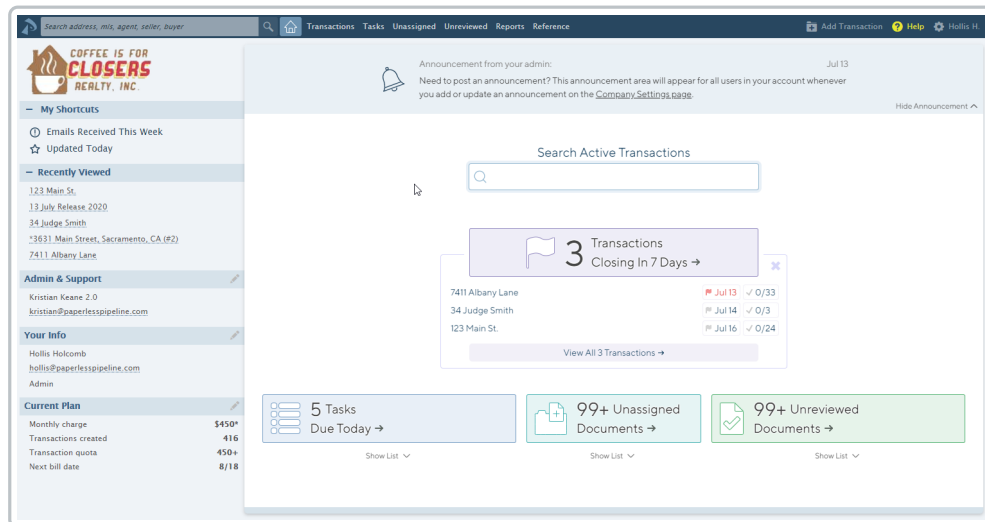 Search address, mls, agent, seller, buyer
Transactions Tasks Unassigned Unreviewed Reports Reference
Add Transaction ? Help Hollis H.
COFFEE IS FOR
CLOSERS
REALTY, INC.
Announcement from your admin: Jul 13
Need to post an announcement? This announcement area will appear for all users in your account whenever
you add or update an announcement on the Company Settings page.
Hide Announcement
– My Shortcuts
Emails Received This Week
Updated Today
– Recently Viewed
123 Main St.
13 July Release 2020
34 Judge Smith
*3631 Main Street, Sacramento, CA (#2)
7411 Albany Lane
Admin & Support
Kristian Keane 2.0
kristian@paperlesspipeline.com
Your Info
Hollis Holcomb
hollis@paperlesspipeline.com
Admin
Current Plan
Monthly charge $450*
Transactions created 416
Transaction quota 450+
Next bill date 8/18
Search Active Transactions
3 Transactions
Closing In 7 Days →
7411 Albany Lane Jul 13 ✓ 0/33
34 Judge Smith Jul 14 ✓ 0/3
123 Main St. Jul 16 ✓ 0/24
View All 3 Transactions →
5 Tasks
Due Today →
Show List
99+ Unassigned
Documents →
Show List
99+ Unreviewed
Documents →
Show List